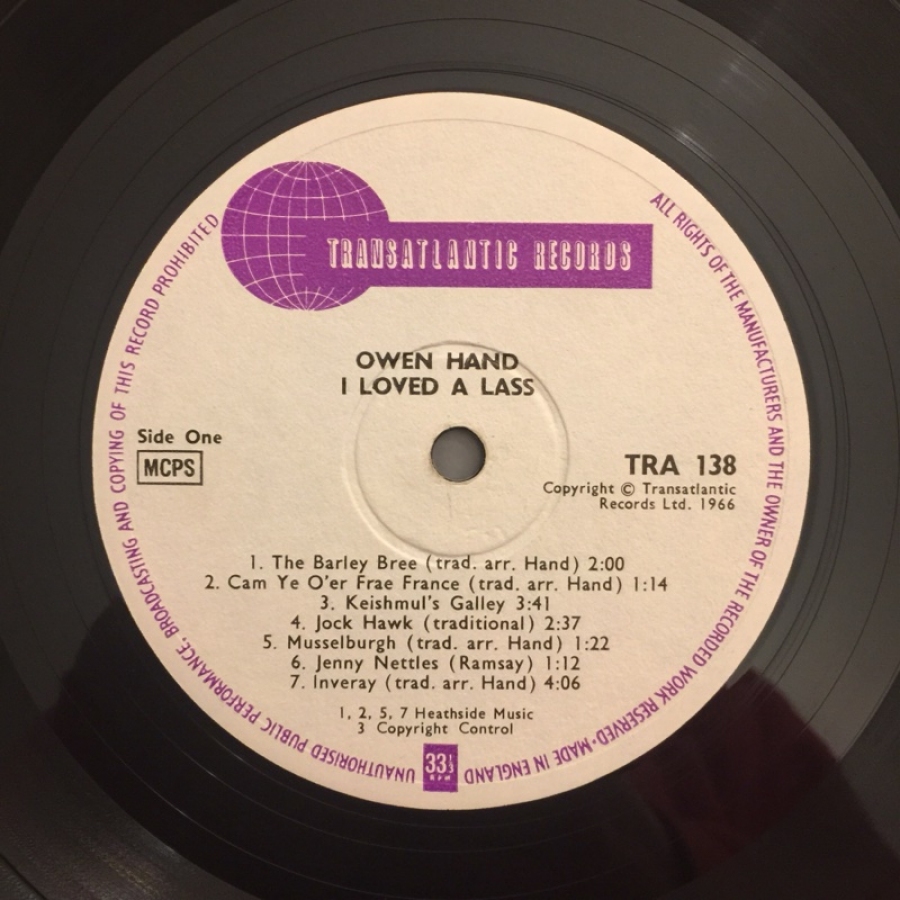 TRANSATLANTIC RECORDS
OWEN HAND
I LOVED A LASS
Side One
MCPS
TRA 138
Copyright © Transatlantic
Records Ltd. 1966
1. The Barley Bree (trad. arr. Hand) 2:00
2. Cam Ye O'er Frae France (trad. arr. Hand) 1:14
3. Keishmul's Galley 3:41
4. Jock Hawk (traditional) 2:37
5. Musselburgh (trad. arr. Hand) 1:22
6. Jenny Nettles (Ramsay) 1:12
7. Inveray (trad. arr. Hand) 4:06
1, 2, 5, 7 Heathside Music
3 Copyright Control
33⅓
RPM
ALL RIGHTS OF THE MANUFACTURERS AND THE OWNER OF THE RECORDED WORK RESERVED·MADE IN ENGLAND
UNAUTHORISED PUBLIC PERFORMANCE, BROADCASTING AND COPYING OF THIS RECORD PROHIBITED